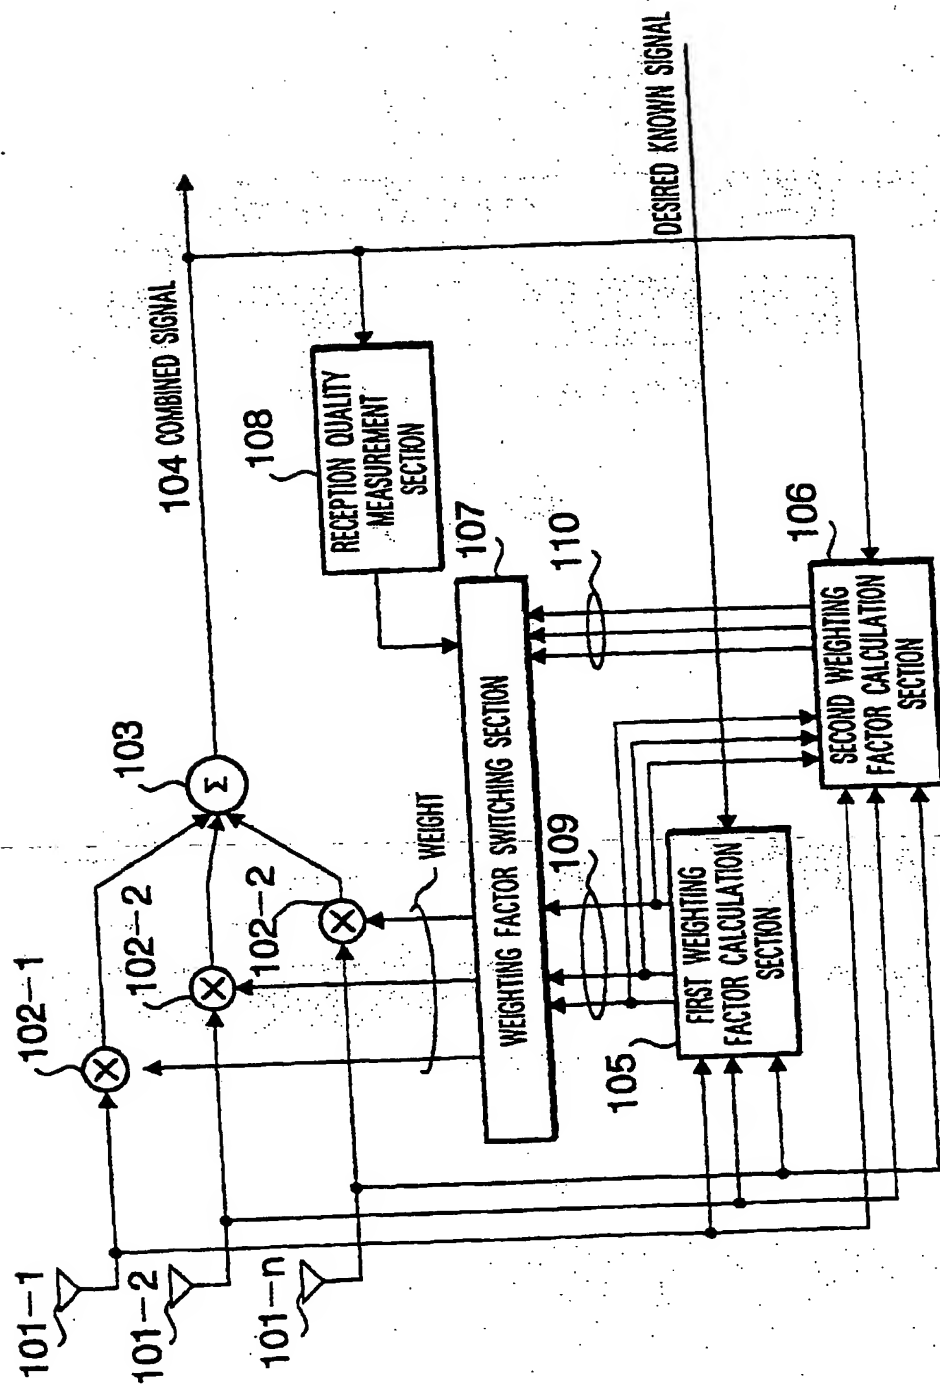 101-1
101-2
101-n
102-1
102-2
102-2
103
Σ
104 COMBINED SIGNAL
108
RECEPTION QUALITY
MEASUREMENT
SECTION
WEIGHT
107
WEIGHTING FACTOR SWITCHING SECTION
109
110
105
FIRST WEIGHTING
FACTOR CALCULATION
SECTION
106
SECOND WEIGHTING
FACTOR CALCULATION
SECTION
DESIRED KNOWN SIGNAL